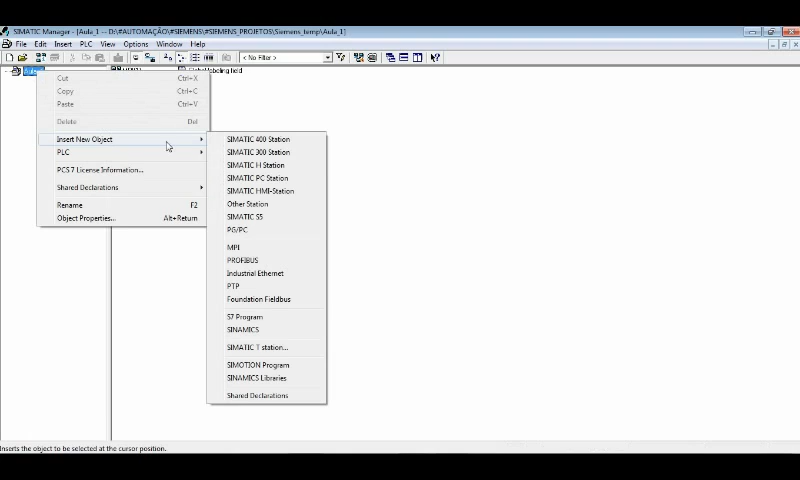 SIMATIC Manager - [Aula_1 -- D:\#AUTOMAÇÃO\#SIEMENS\#SIEMENS_PROJETOS\Siemens_temp\Aula_1]
File Edit Insert PLC View Options Window Help
< No Filter >
Global labeling field
Cut Ctrl+X
Copy Ctrl+C
Paste Ctrl+V
Delete Del
Insert New Object
PLC
PCS 7 License Information...
Shared Declarations
Rename F2
Object Properties... Alt+Return
SIMATIC 400 Station
SIMATIC 300 Station
SIMATIC H Station
SIMATIC PC Station
SIMATIC HMI-Station
Other Station
SIMATIC S5
PG/PC
MPI
PROFIBUS
Industrial Ethernet
PTP
Foundation Fieldbus
S7 Program
SINAMICS
SIMATIC T station...
SIMOTION Program
SINAMICS Libraries
Shared Declarations
Inserts the object to be selected at the cursor position.